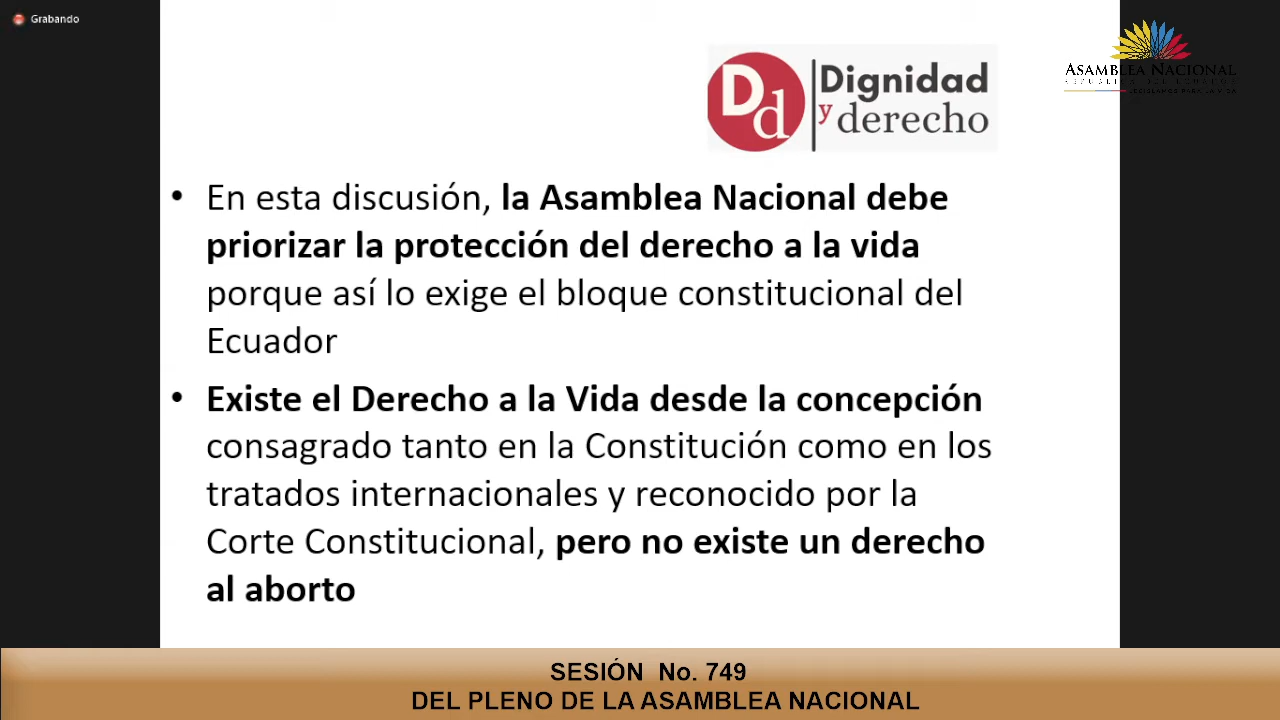 Grabando
Dd
Dignidad
y derecho
ASAMBLEA NACIONAL
REPÚBLICA DEL ECUADOR
• En esta discusión, la Asamblea Nacional debe
priorizar la protección del derecho a la vida
porque así lo exige el bloque constitucional del
Ecuador
• Existe el Derecho a la Vida desde la concepción
consagrado tanto en la Constitución como en los
tratados internacionales y reconocido por la
Corte Constitucional, pero no existe un derecho
al aborto
SESIÓN No. 749
DEL PLENO DE LA ASAMBLEA NACIONAL